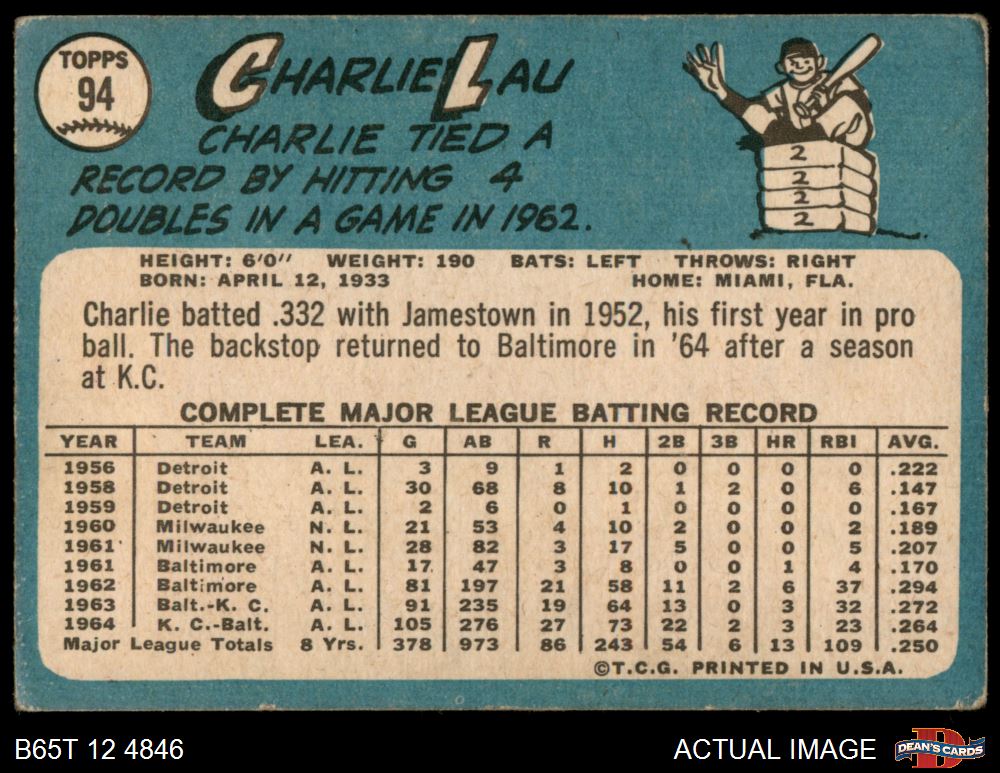 TOPPS
94
CHARLIE LAU
CHARLIE TIED A
RECORD BY HITTING 4
DOUBLES IN A GAME IN 1962.
2
2
2
2
HEIGHT: 6'0" WEIGHT: 190 BATS: LEFT THROWS: RIGHT
BORN: APRIL 12, 1933 HOME: MIAMI, FLA.
Charlie batted .332 with Jamestown in 1952, his first year in pro
ball. The backstop returned to Baltimore in '64 after a season
at K.C.
COMPLETE MAJOR LEAGUE BATTING RECORD
YEAR TEAM LEA. G AB R H 2B 3B HR RBI AVG.
1956 Detroit A. L. 3 9 1 2 0 0 0 0 .222
1958 Detroit A. L. 30 68 8 10 1 2 0 6 .147
1959 Detroit A. L. 2 6 0 1 0 0 0 0 .167
1960 Milwaukee N. L. 21 53 4 10 2 0 0 2 .189
1961 Milwaukee N. L. 28 82 3 17 5 0 0 5 .207
1961 Baltimore A. L. 17 47 3 8 0 0 1 4 .170
1962 Baltimore A. L. 81 197 21 58 11 2 6 37 .294
1963 Balt.-K. C. A. L. 91 235 19 64 13 0 3 32 .272
1964 K. C.-Balt. A. L. 105 276 27 73 22 2 3 23 .264
Major League Totals 8 Yrs. 378 973 86 243 54 6 13 109 .250
©T.C.G. PRINTED IN U.S.A.
B65T 12 4846
ACTUAL IMAGE
D
DEAN'S CARDS